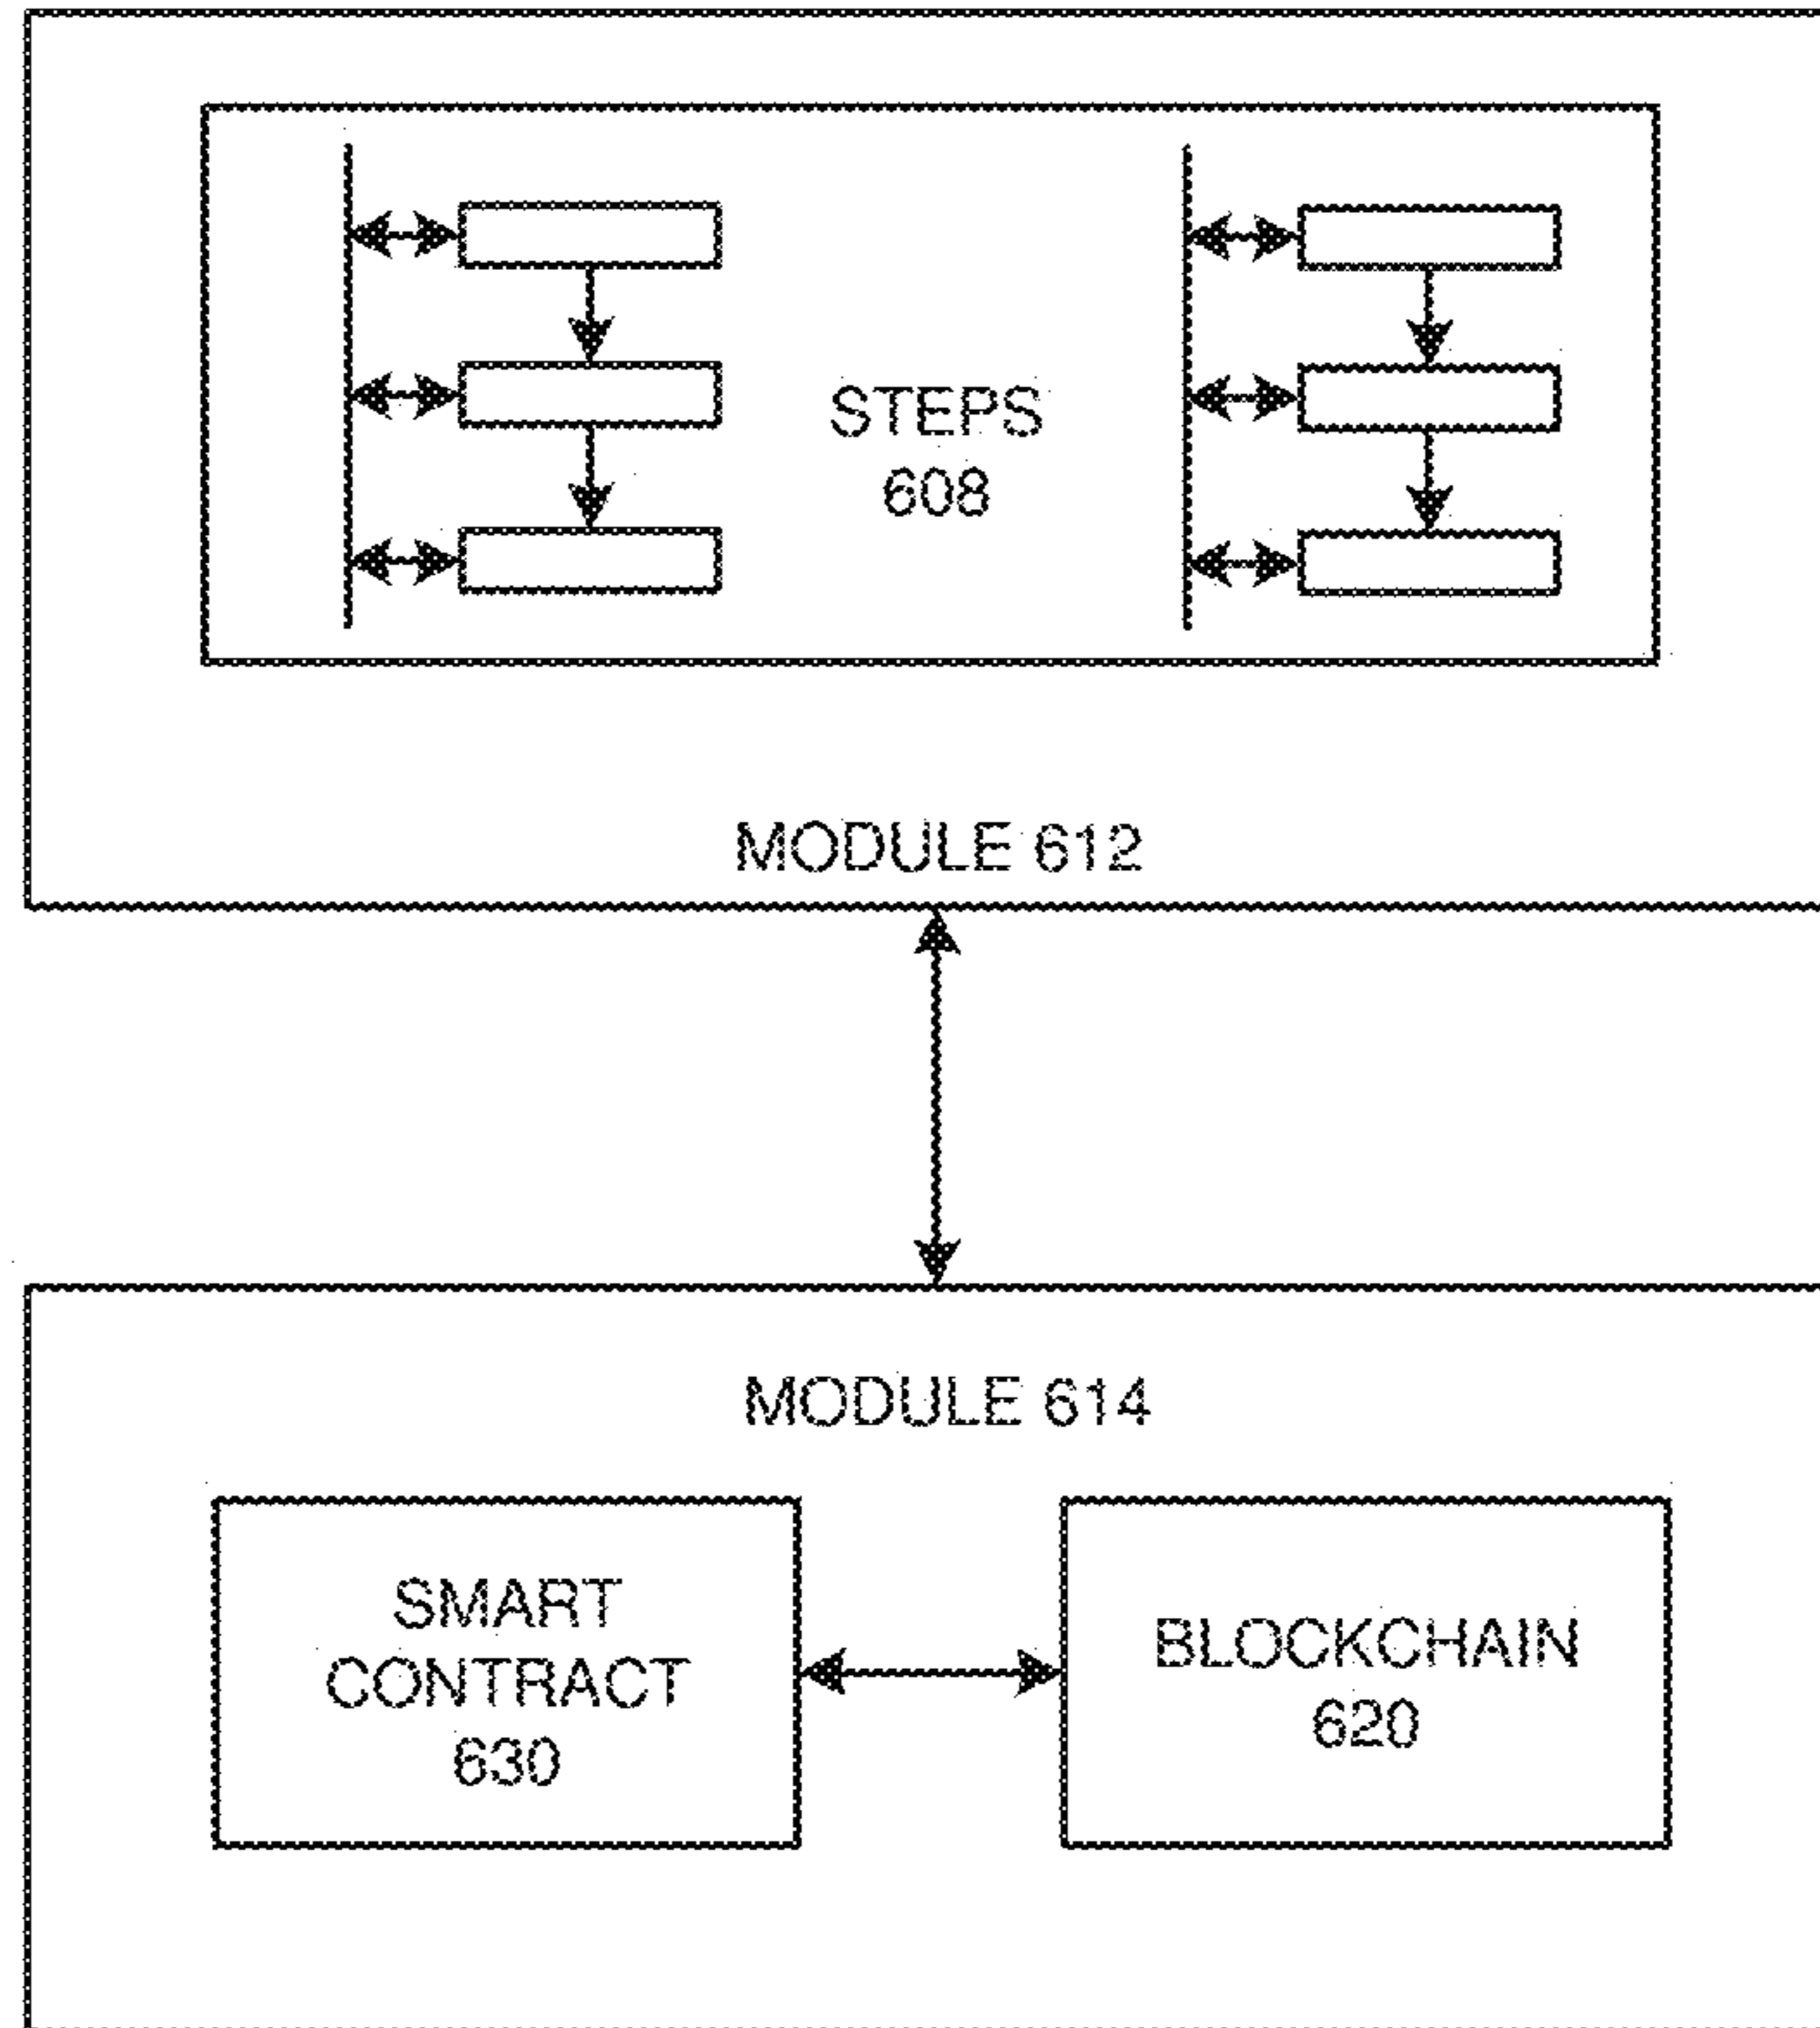 STEPS
608
MODULE 612
MODULE 614
SMART
CONTRACT
630
BLOCKCHAIN
620